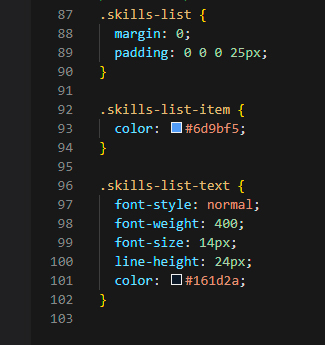 87 .skills-list {
88 margin: 0;
89 padding: 0 0 0 25px;
90 }
91
92 .skills-list-item {
93 color: #6d9bf5;
94 }
95
96 .skills-list-text {
97 font-style: normal;
98 font-weight: 400;
99 font-size: 14px;
100 line-height: 24px;
101 color: #161d2a;
102 }
103